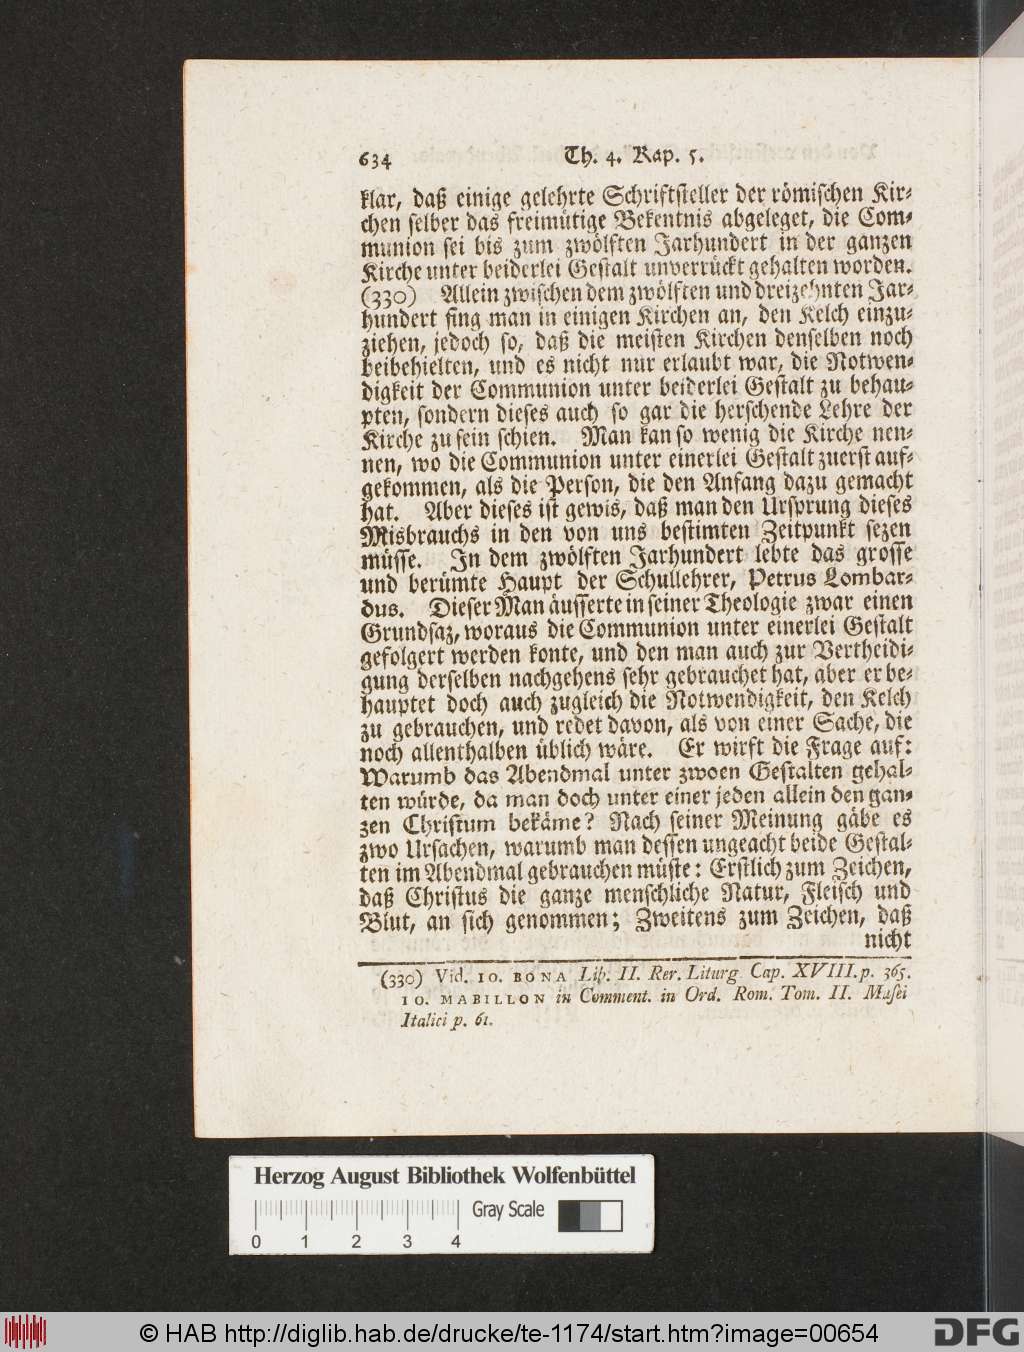 634
Th. 4. Kap. 5.
klar, daß einige gelehrte Schriftsteller der römischen Kir-
chen selber das freimütige Bekentnis abgeleget, die Com-
munion sei bis zum zwölften Jarhundert in der ganzen
Kirche unter beiderlei Gestalt unverrückt gehalten worden.
(330) Allein zwischen dem zwölften und dreizehnten Jar-
hundert fing man in einigen Kirchen an, den Kelch einzu-
ziehen, jedoch so, daß die meisten Kirchen denselben noch
beibehielten, und es nicht nur erlaubt war, die Notwen-
digkeit der Communion unter beiderlei Gestalt zu behau-
pten, sondern dieses auch so gar die herschende Lehre der
Kirche zu sein schien. Man kan so wenig die Kirche nen-
nen, wo die Communion unter einerlei Gestalt zuerst auf-
gekommen, als die Person, die den Anfang dazu gemacht
hat. Aber dieses ist gewis, daß man den Ursprung dieses
Misbrauchs in den von uns bestimten Zeitpunkt sezen
müsse. In dem zwölften Jarhundert lebte das grosse
und berümte Haupt der Schullehrer, Petrus Lombar-
dus. Dieser Man äusserte in seiner Theologie zwar einen
Grundsaz, woraus die Communion unter einerlei Gestalt
gefolgert werden konte, und den man auch zur Vertheidi-
gung derselben nachgehens sehr gebrauchet hat, aber er be-
hauptet doch auch zugleich die Notwendigkeit, den Kelch
zu gebrauchen, und redet davon, als von einer Sache, die
noch allenthalben üblich wäre. Er wirft die Frage auf:
Warumb das Abendmal unter zwoen Gestalten gehal-
ten würde, da man doch unter einer jeden allein den gan-
zen Christum bekäme? Nach seiner Meinung gäbe es
zwo Ursachen, warumb man dessen ungeacht beide Gestal-
ten im Abendmal gebrauchen müste: Erstlich zum Zeichen,
daß Christus die ganze menschliche Natur, Fleisch und
Blut, an sich genommen; Zweitens zum Zeichen, daß
nicht
(330) Vid. IO. BONA Lib. II. Rer. Liturg Cap. XVIII. p. 365.
IO. MABILLON in Comment. in Ord. Rom. Tom. II. Musei
Italici p. 61.
Herzog August Bibliothek Wolfenbüttel
Gray Scale
0 1 2 3 4
© HAB http://diglib.hab.de/drucke/te-1174/start.htm?image=00654
DFG